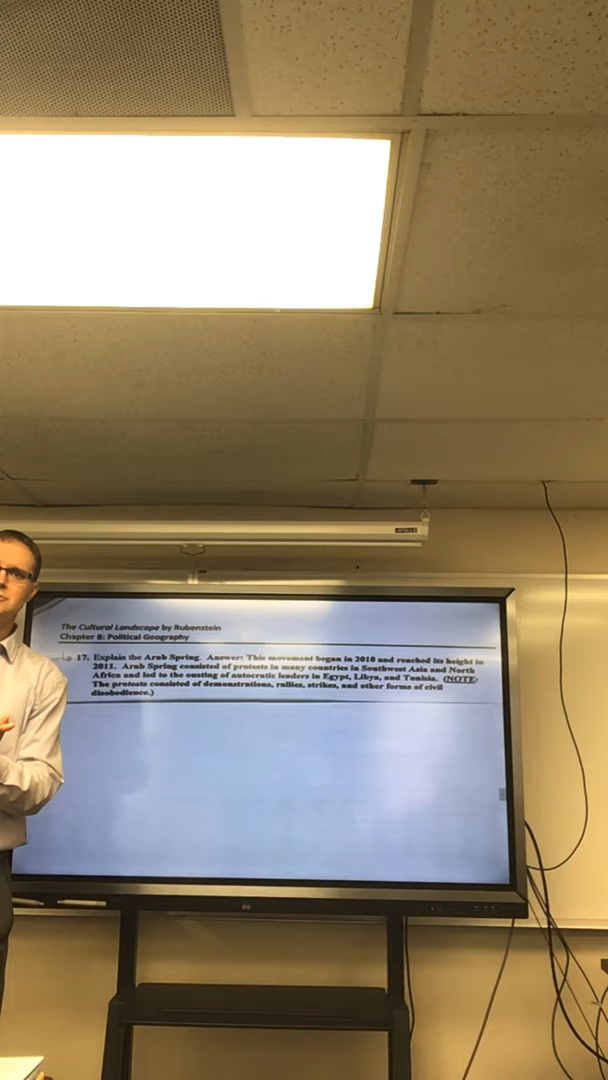 The Cultural Landscape by Rubenstein
Chapter 8: Political Geography
17. Explain the Arab Spring. Answer: This movement began in 2010 and reached its height in
2011. Arab Spring consisted of protests in many countries in Southwest Asia and North
Africa and led to the ousting of autocratic leaders in Egypt, Libya, and Tunisia. (NOTE:
The protests consisted of demonstrations, rallies, strikes, and other forms of civil
disobedience.)